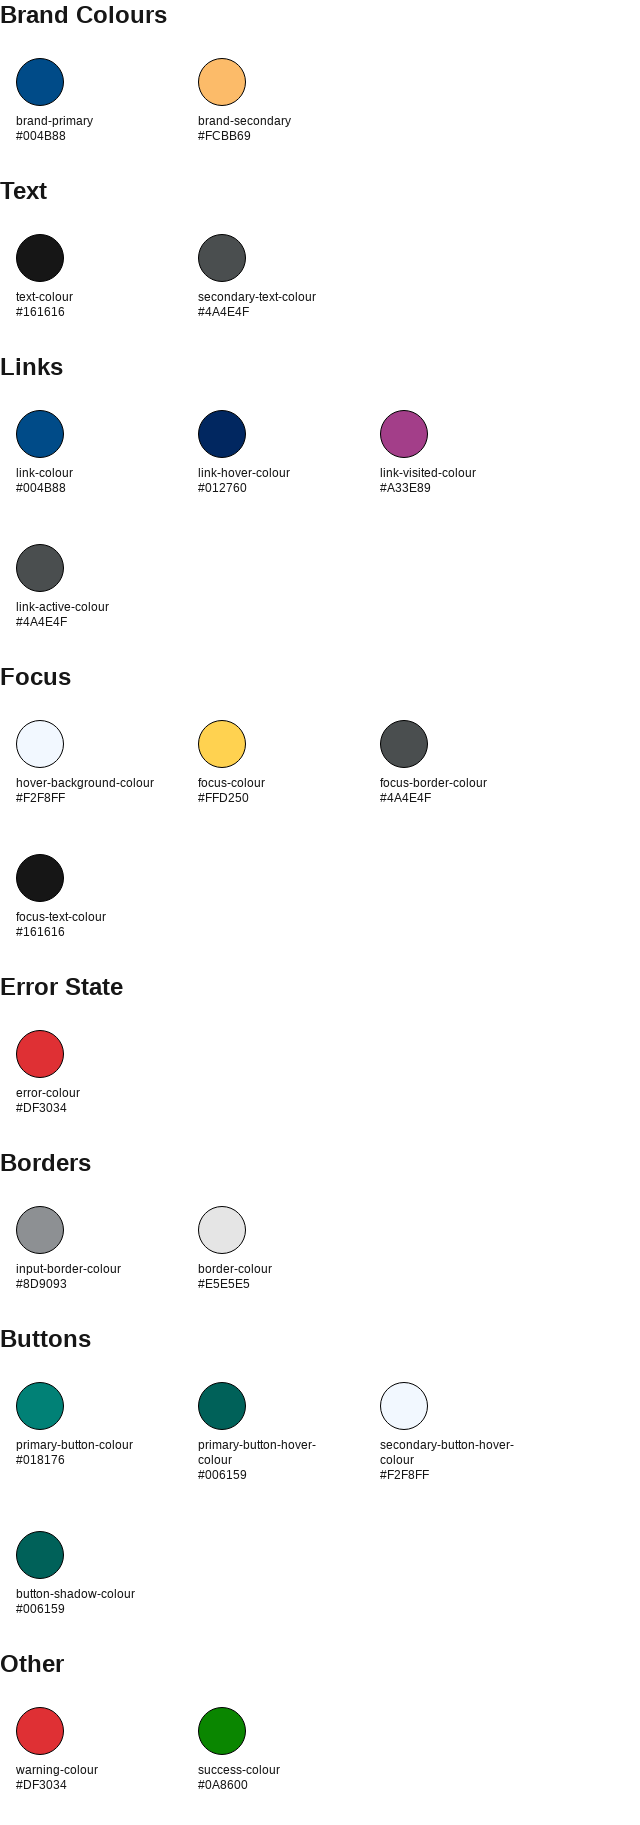 Brand Colours
brand-primary
#004B88
brand-secondary
#FCBB69
Text
text-colour
#161616
secondary-text-colour
#4A4E4F
Links
link-colour
#004B88
link-hover-colour
#012760
link-visited-colour
#A33E89
link-active-colour
#4A4E4F
Focus
hover-background-colour
#F2F8FF
focus-colour
#FFD250
focus-border-colour
#4A4E4F
focus-text-colour
#161616
Error State
error-colour
#DF3034
Borders
input-border-colour
#8D9093
border-colour
#E5E5E5
Buttons
primary-button-colour
#018176
primary-button-hover-
colour
#006159
secondary-button-hover-
colour
#F2F8FF
button-shadow-colour
#006159
Other
warning-colour
#DF3034
success-colour
#0A8600